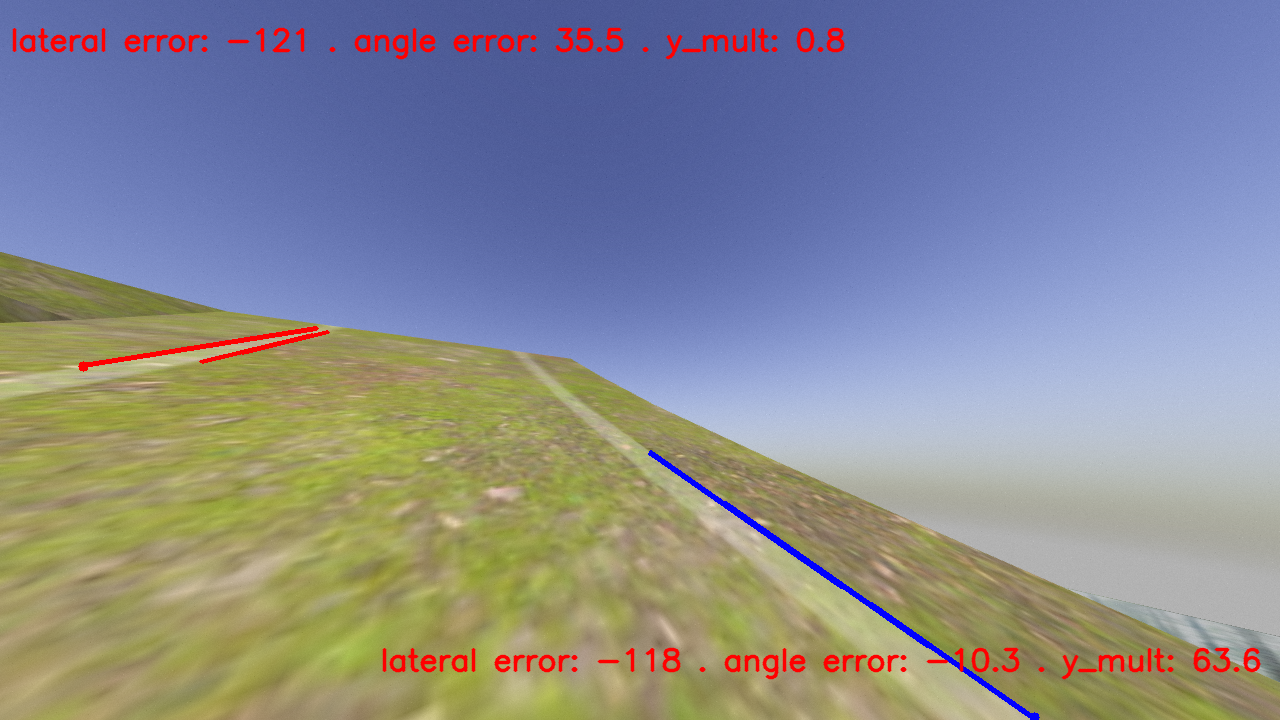 lateral error: -121 . angle error: 35.5 . y_mult: 0.8
lateral error: -118 . angle error: -10.3 . y_mult: 63.6